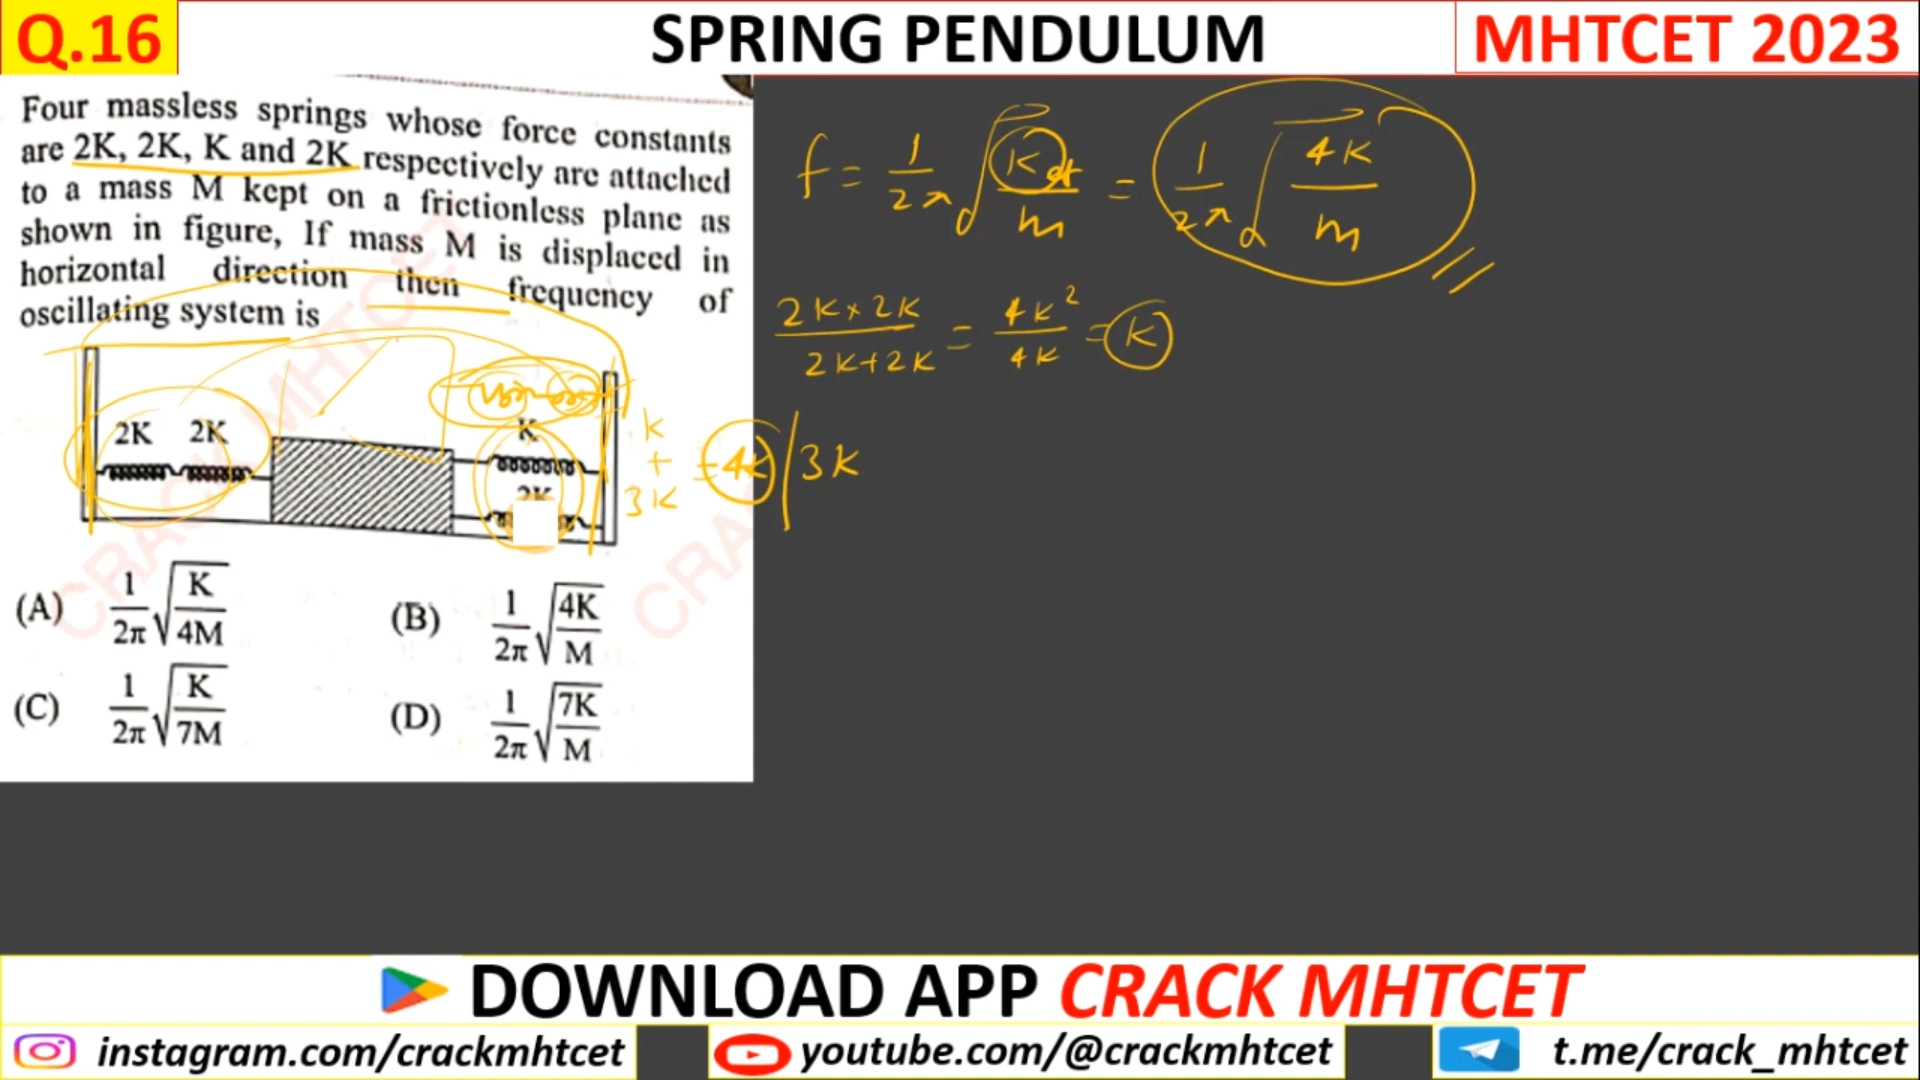 Q.16
SPRING PENDULUM
MHTCET 2023
Four massless springs whose force constants
are 2K, 2K, K and 2K respectively are attached
to a mass M kept on a frictionless plane as
shown in figure, If mass M is displaced in
horizontal direction then frequency of
oscillating system is
2K 2K
K
2K
(A) 1/2π √K/4M
(B) 1/2π √4K/M
(C) 1/2π √K/7M
(D) 1/2π √7K/M
f = 1/2π √K/m = 1/2π √4K/m
2K×2K/2K+2K = 4K²/4K = K
K + 3K = 4K | 3K
CRACK MHTCET
DOWNLOAD APP CRACK MHTCET
instagram.com/crackmhtcet
youtube.com/@crackmhtcet
t.me/crack_mhtcet